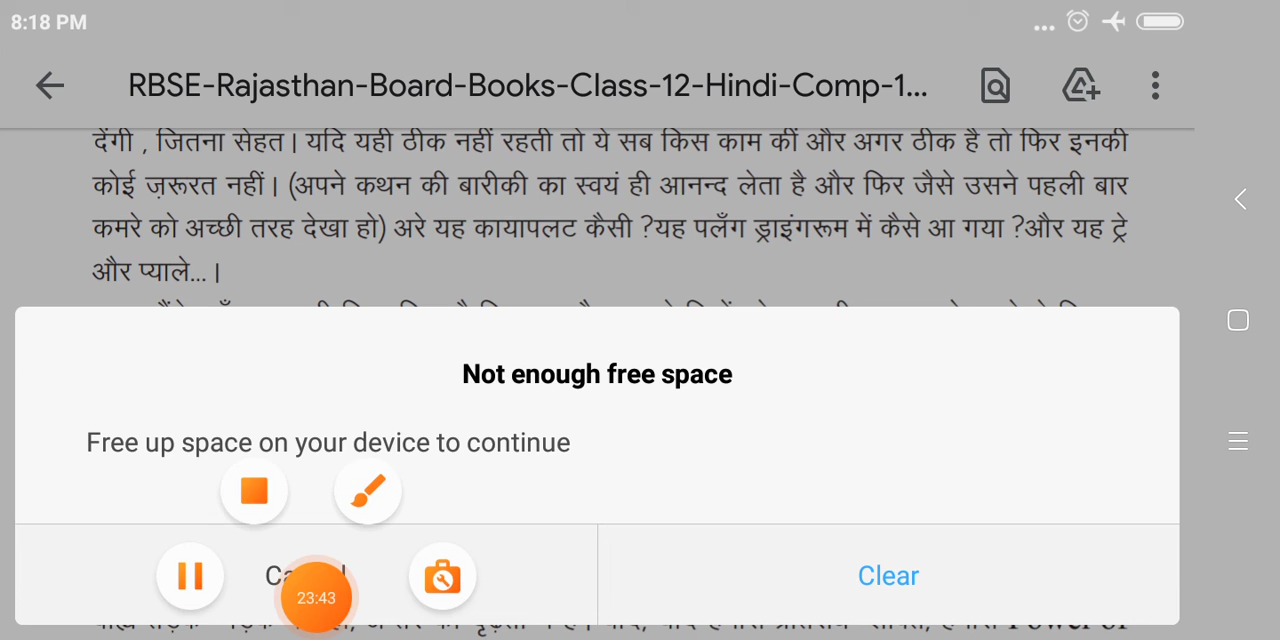 8:18 PM
RBSE-Rajasthan-Board-Books-Class-12-Hindi-Comp-1...
देंगी , जितना सेहत। यदि यही ठीक नहीं रहती तो ये सब किस काम कीं और अगर ठीक है तो फिर इनकी
कोई ज़रूरत नहीं। (अपने कथन की बारीकी का स्वयं ही आनन्द लेता है और फिर जैसे उसने पहली बार
कमरे को अच्छी तरह देखा हो) अरे यह कायापलट कैसी ?यह पलँग ड्राइंगरूम में कैसे आ गया ?और यह ट्रे
और प्याले...।
Not enough free space
Free up space on your device to continue
Clear
23:43
Power of